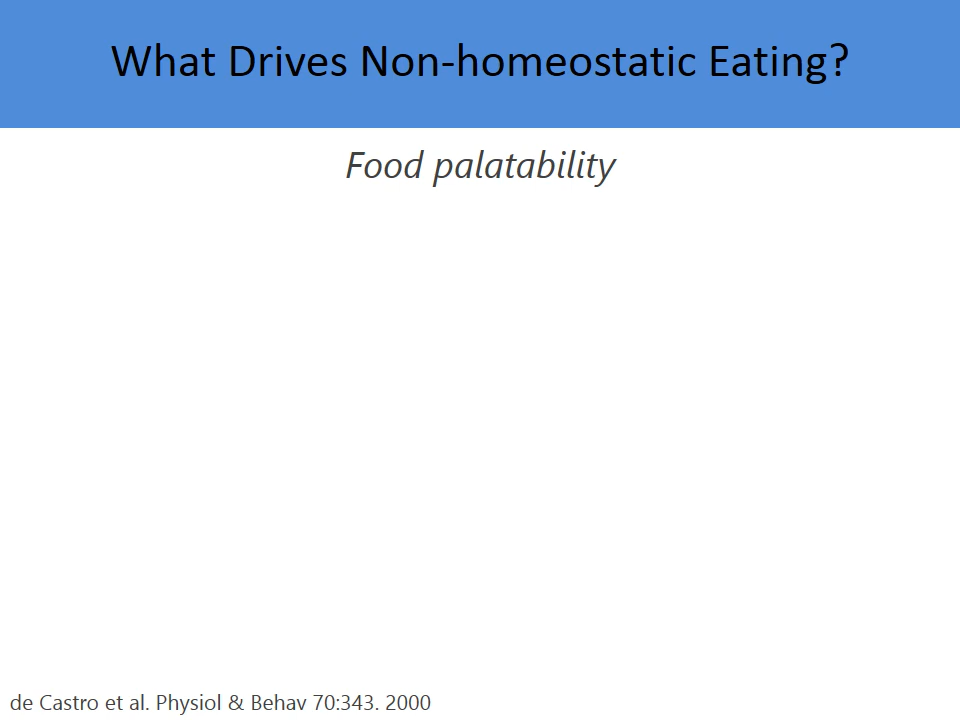 What Drives Non-homeostatic Eating?
Food palatability
de Castro et al. Physiol & Behav 70:343. 2000